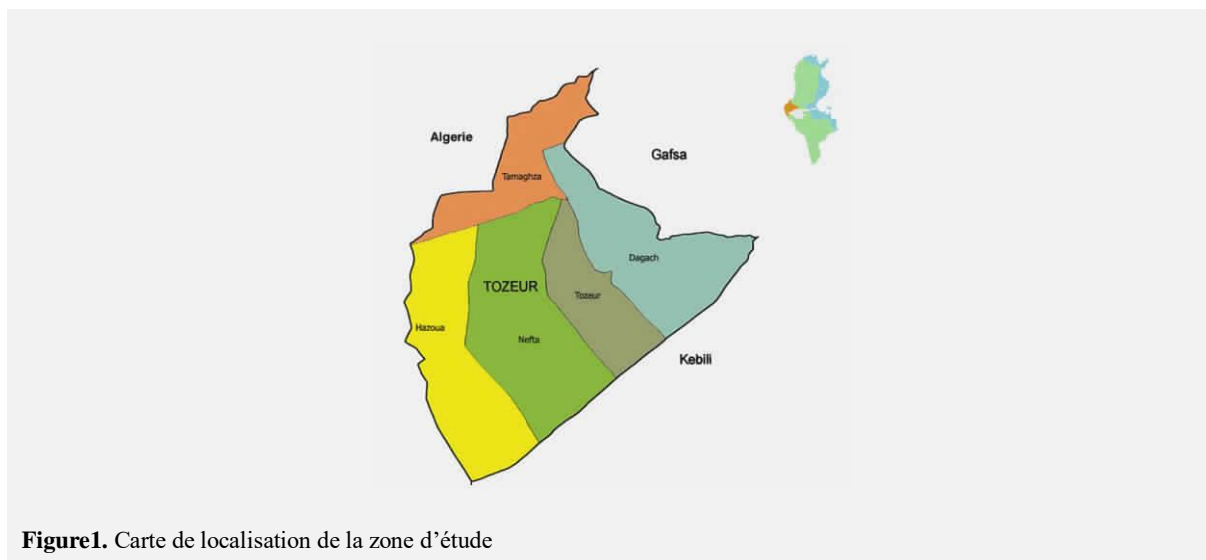 Algerie
Gafsa
Tamaghza
Dagach
TOZEUR
Tozeur
Hazoua
Nefta
Kebili
Figure1. Carte de localisation de la zone d’étude